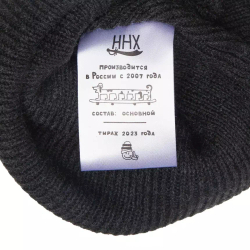 ННХ
ПРОИЗВОДИТСЯ
В РОССИИ С 2007 ГОДА
СОСТАВ: ОСНОВНОЙ
ТИРАЖ 2023 ГОДА